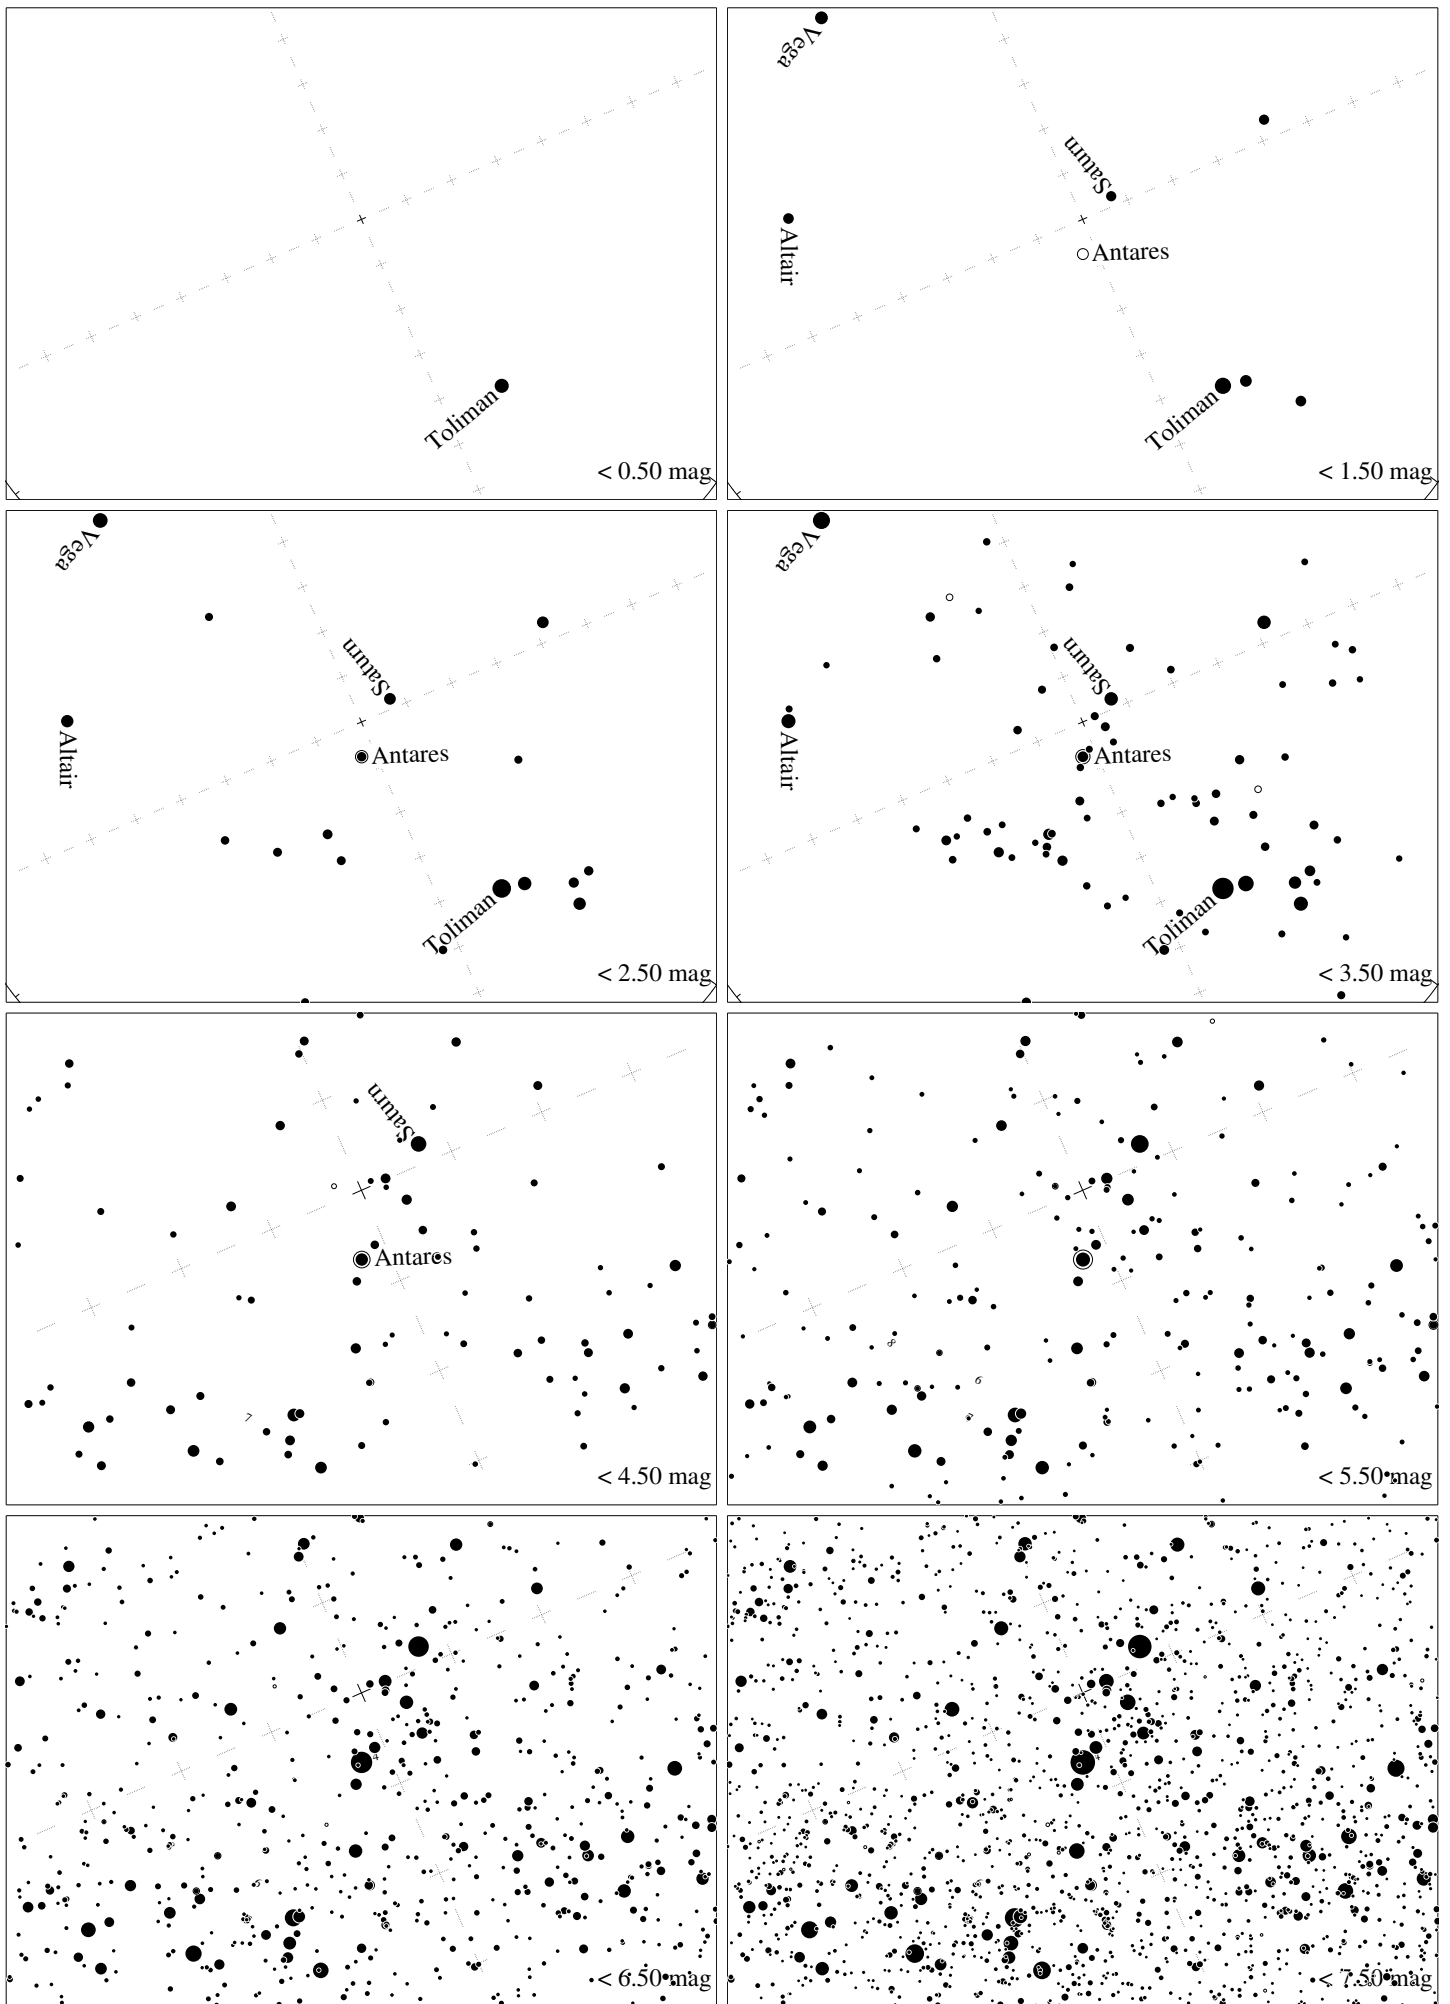 Toliman
< 0.50 mag
Vega
Saturn
Altair
Antares
Toliman
< 1.50 mag
Vega
Saturn
Altair
Antares
Toliman
< 2.50 mag
Vega
Saturn
Altair
Antares
Toliman
< 3.50 mag
Saturn
Antares
< 4.50 mag
< 5.50 mag
< 6.50 mag
< 7.50 mag